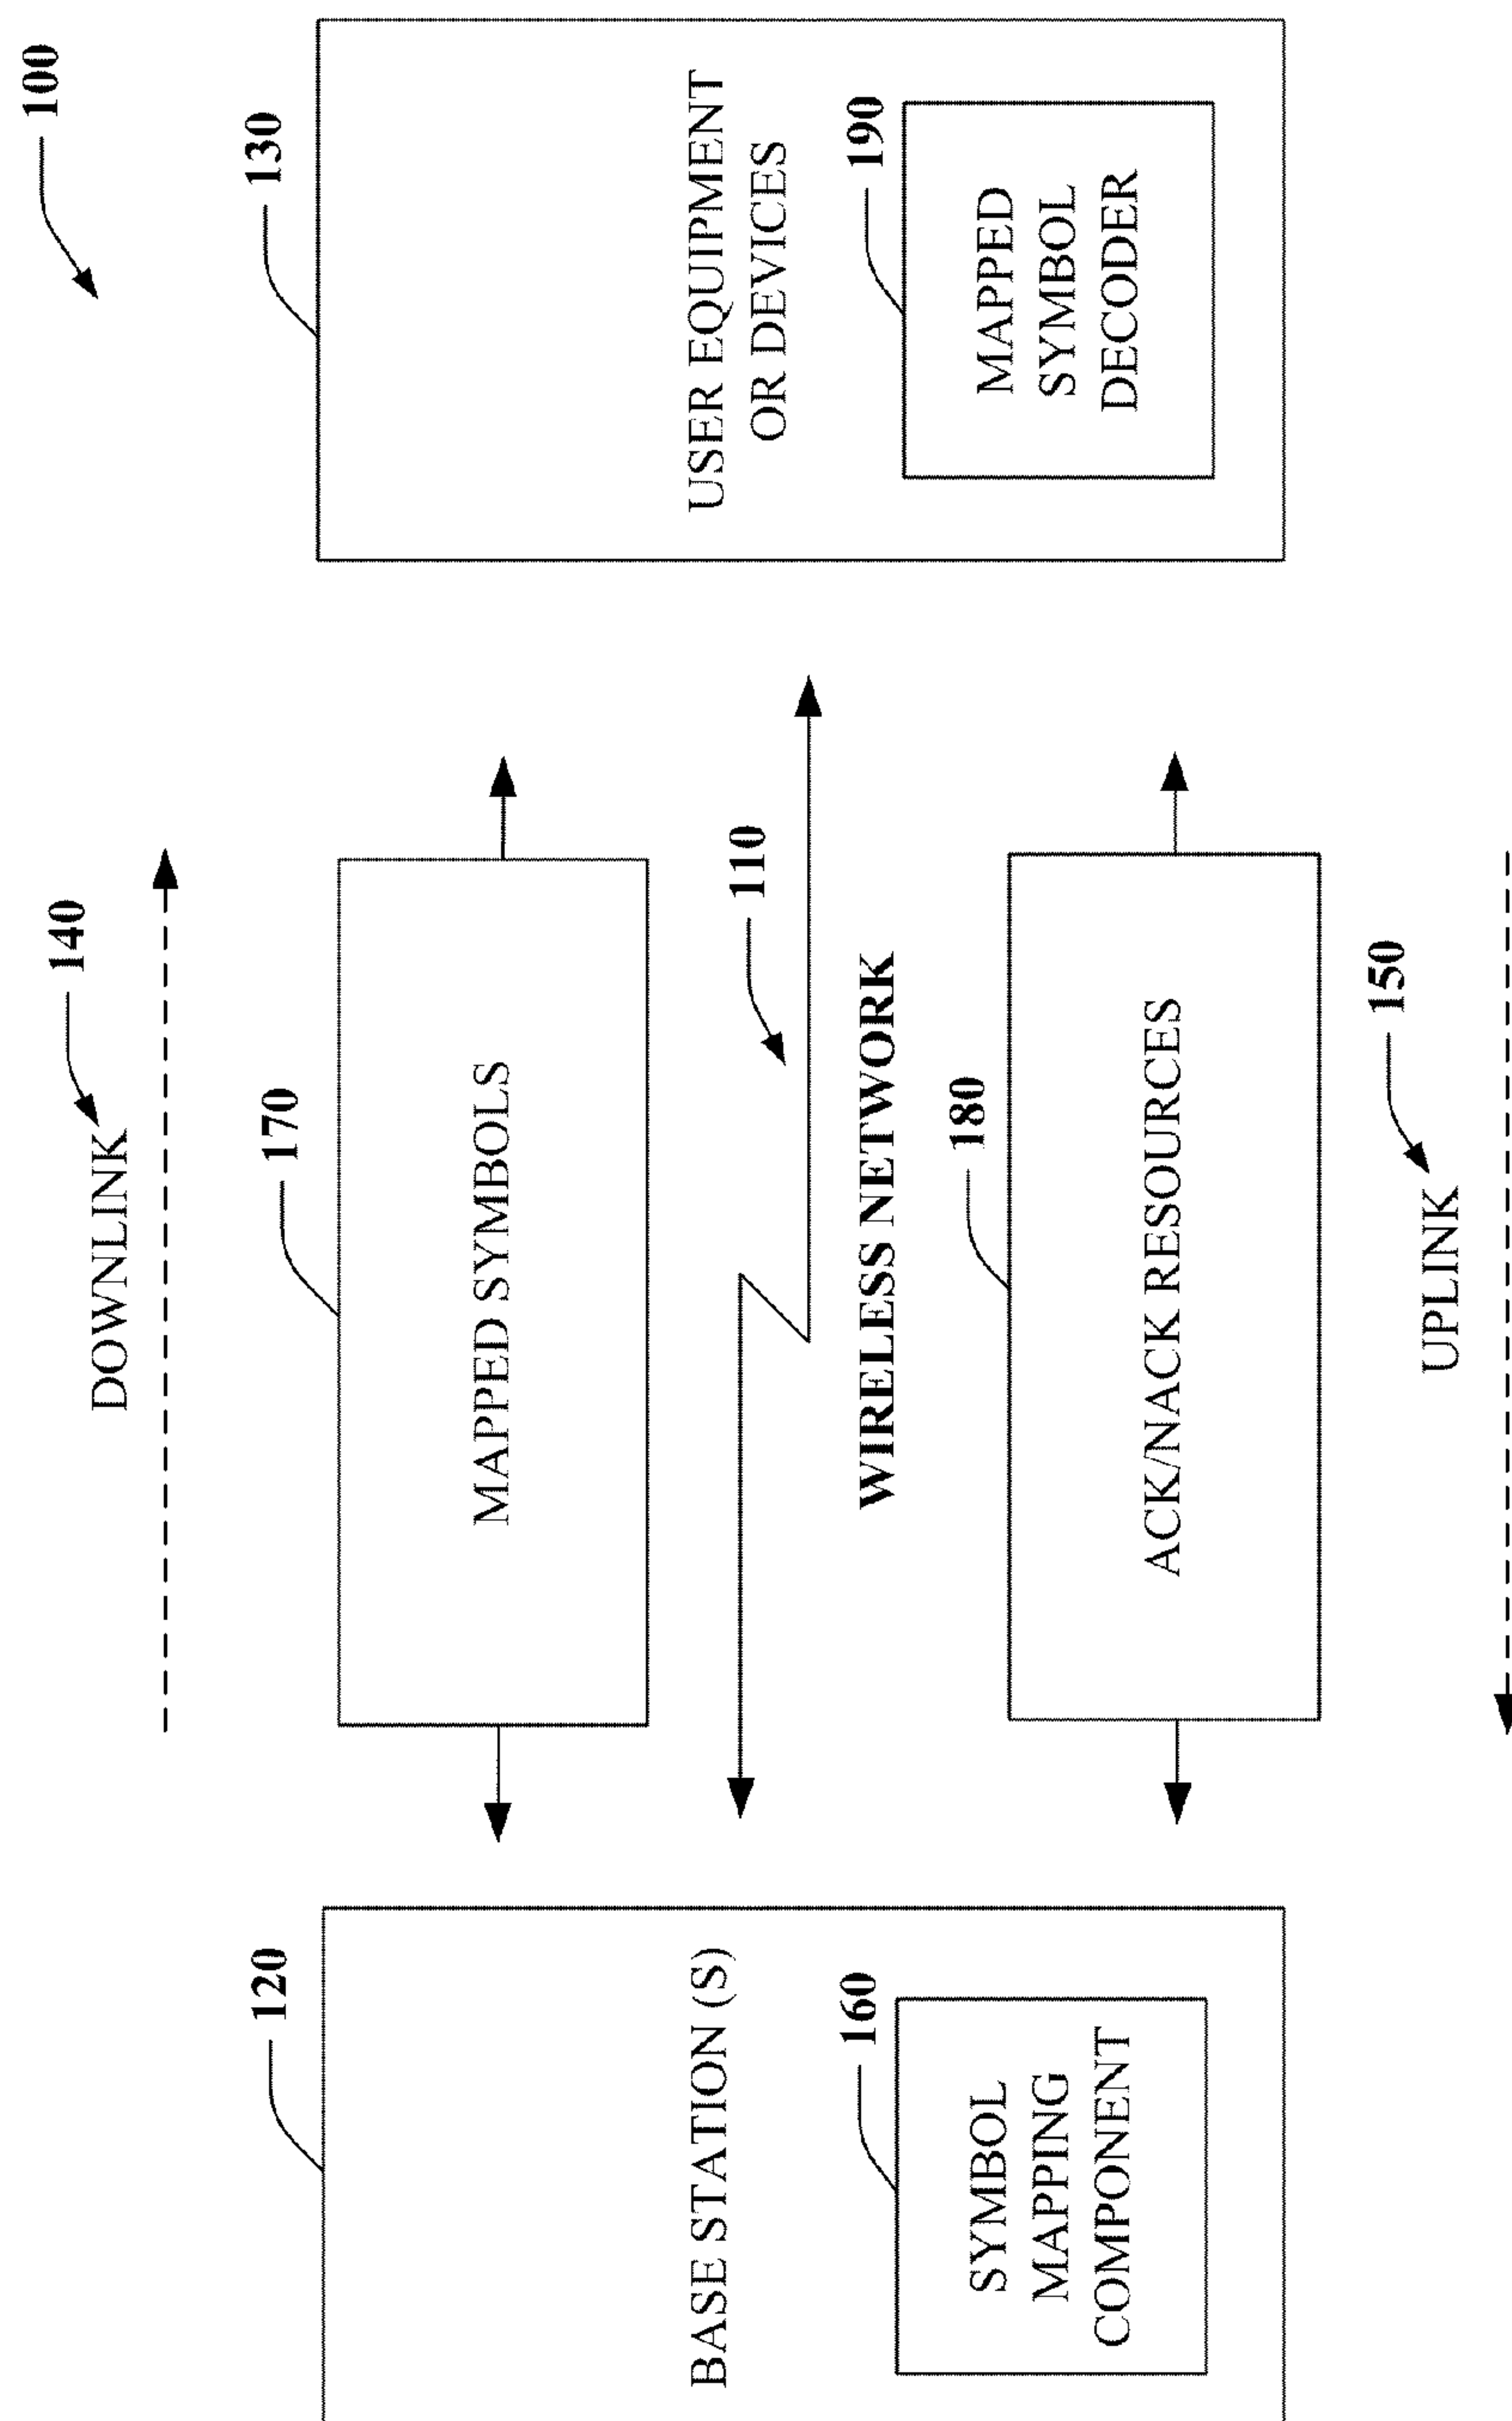 100
DOWNLINK
140
120
BASE STATION (S)
160
SYMBOL
MAPPING
COMPONENT
170
MAPPED SYMBOLS
110
WIRELESS NETWORK
180
ACK/NACK RESOURCES
UPLINK
150
130
USER EQUIPMENT
OR DEVICES
190
MAPPED
SYMBOL
DECODER